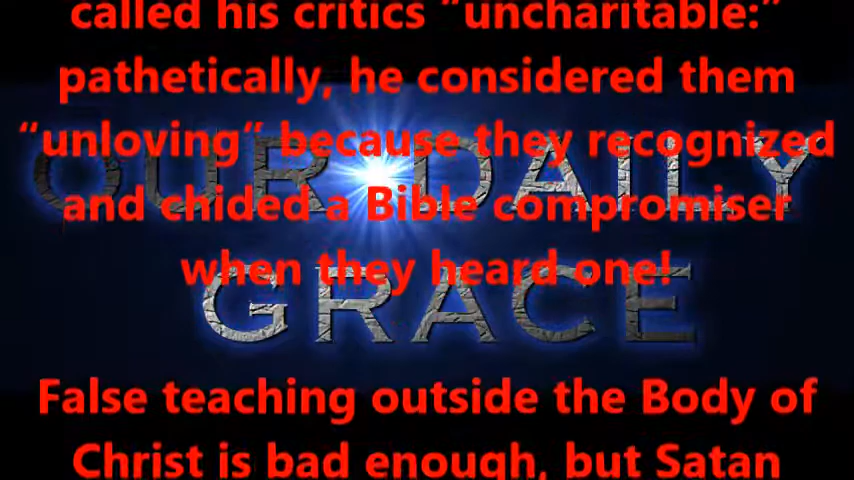 called his critics “uncharitable:”
pathetically, he considered them
“unloving” because they recognized
and chided a Bible compromiser
when they heard one!
OUR DAILY
GRACE
False teaching outside the Body of
Christ is bad enough, but Satan